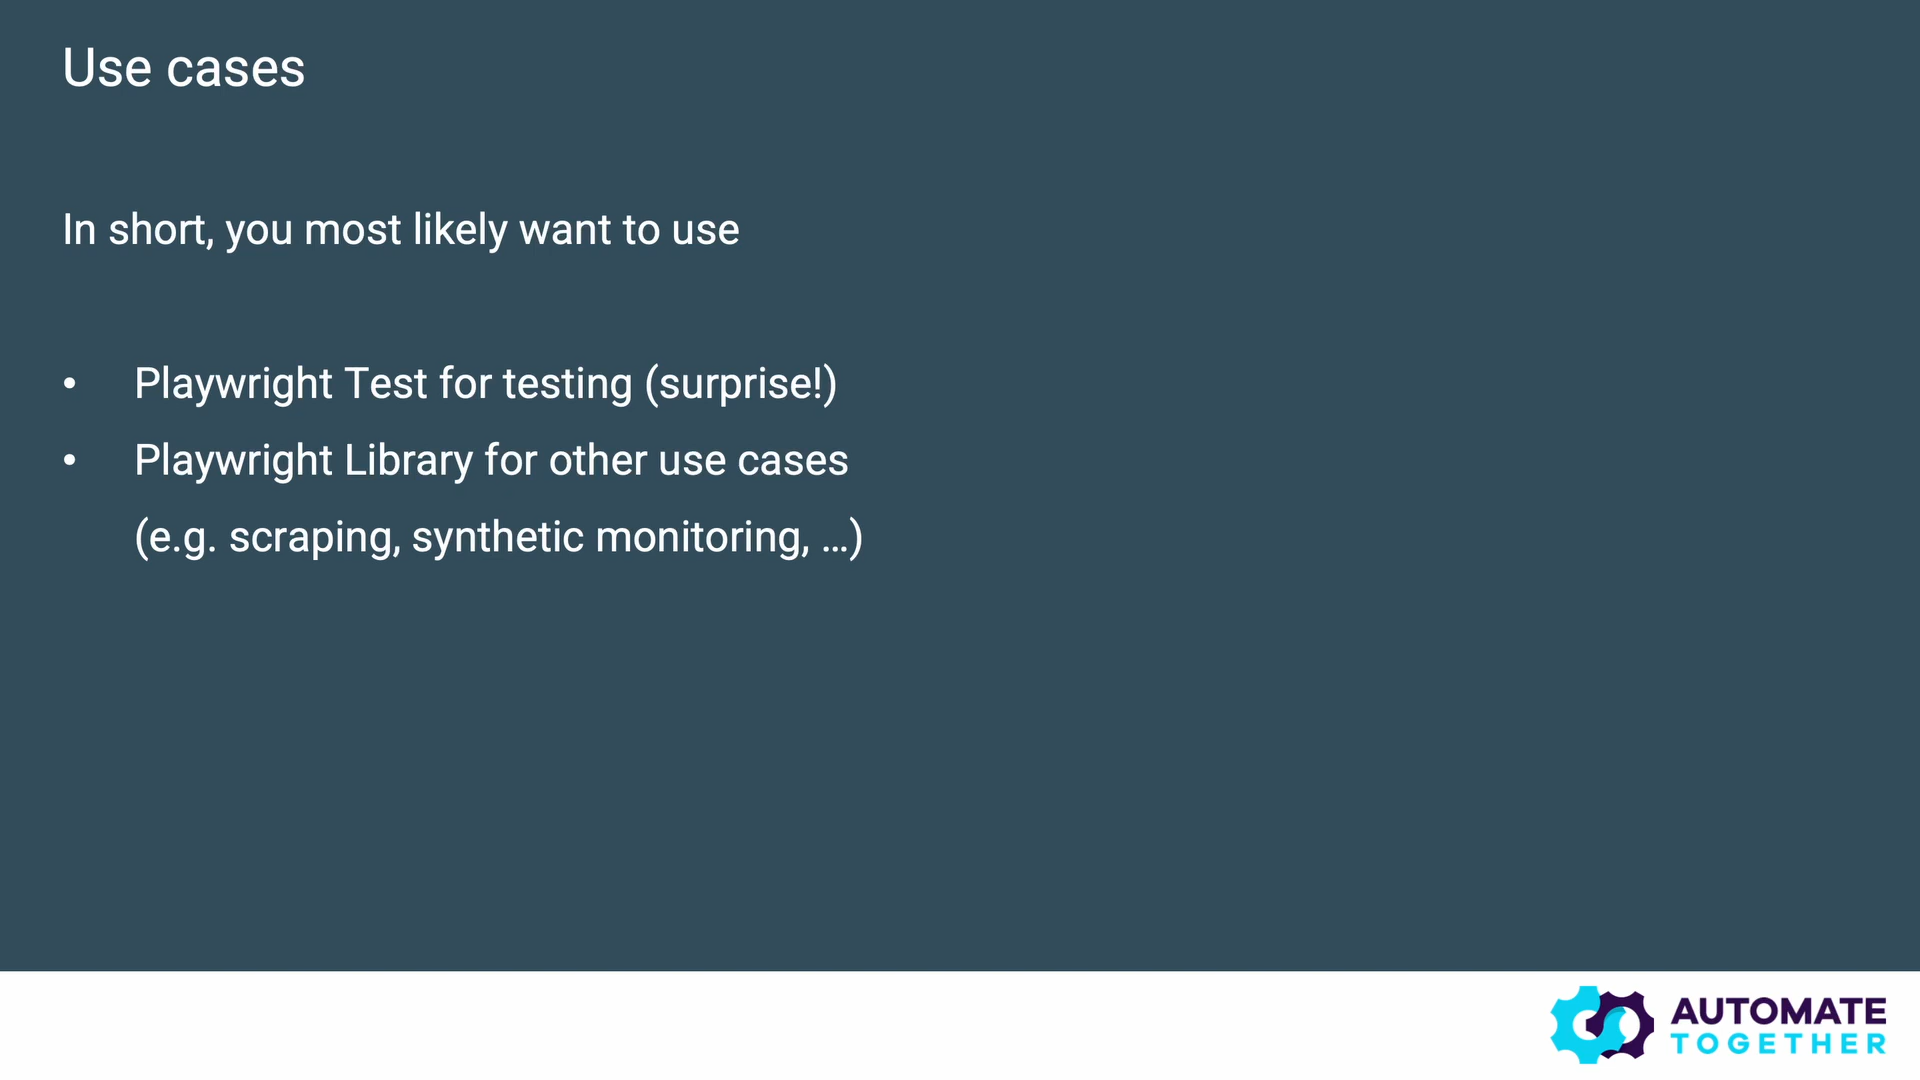 Use cases
In short, you most likely want to use
• Playwright Test for testing (surprise!)
• Playwright Library for other use cases
(e.g. scraping, synthetic monitoring, …)
AUTOMATE
TOGETHER